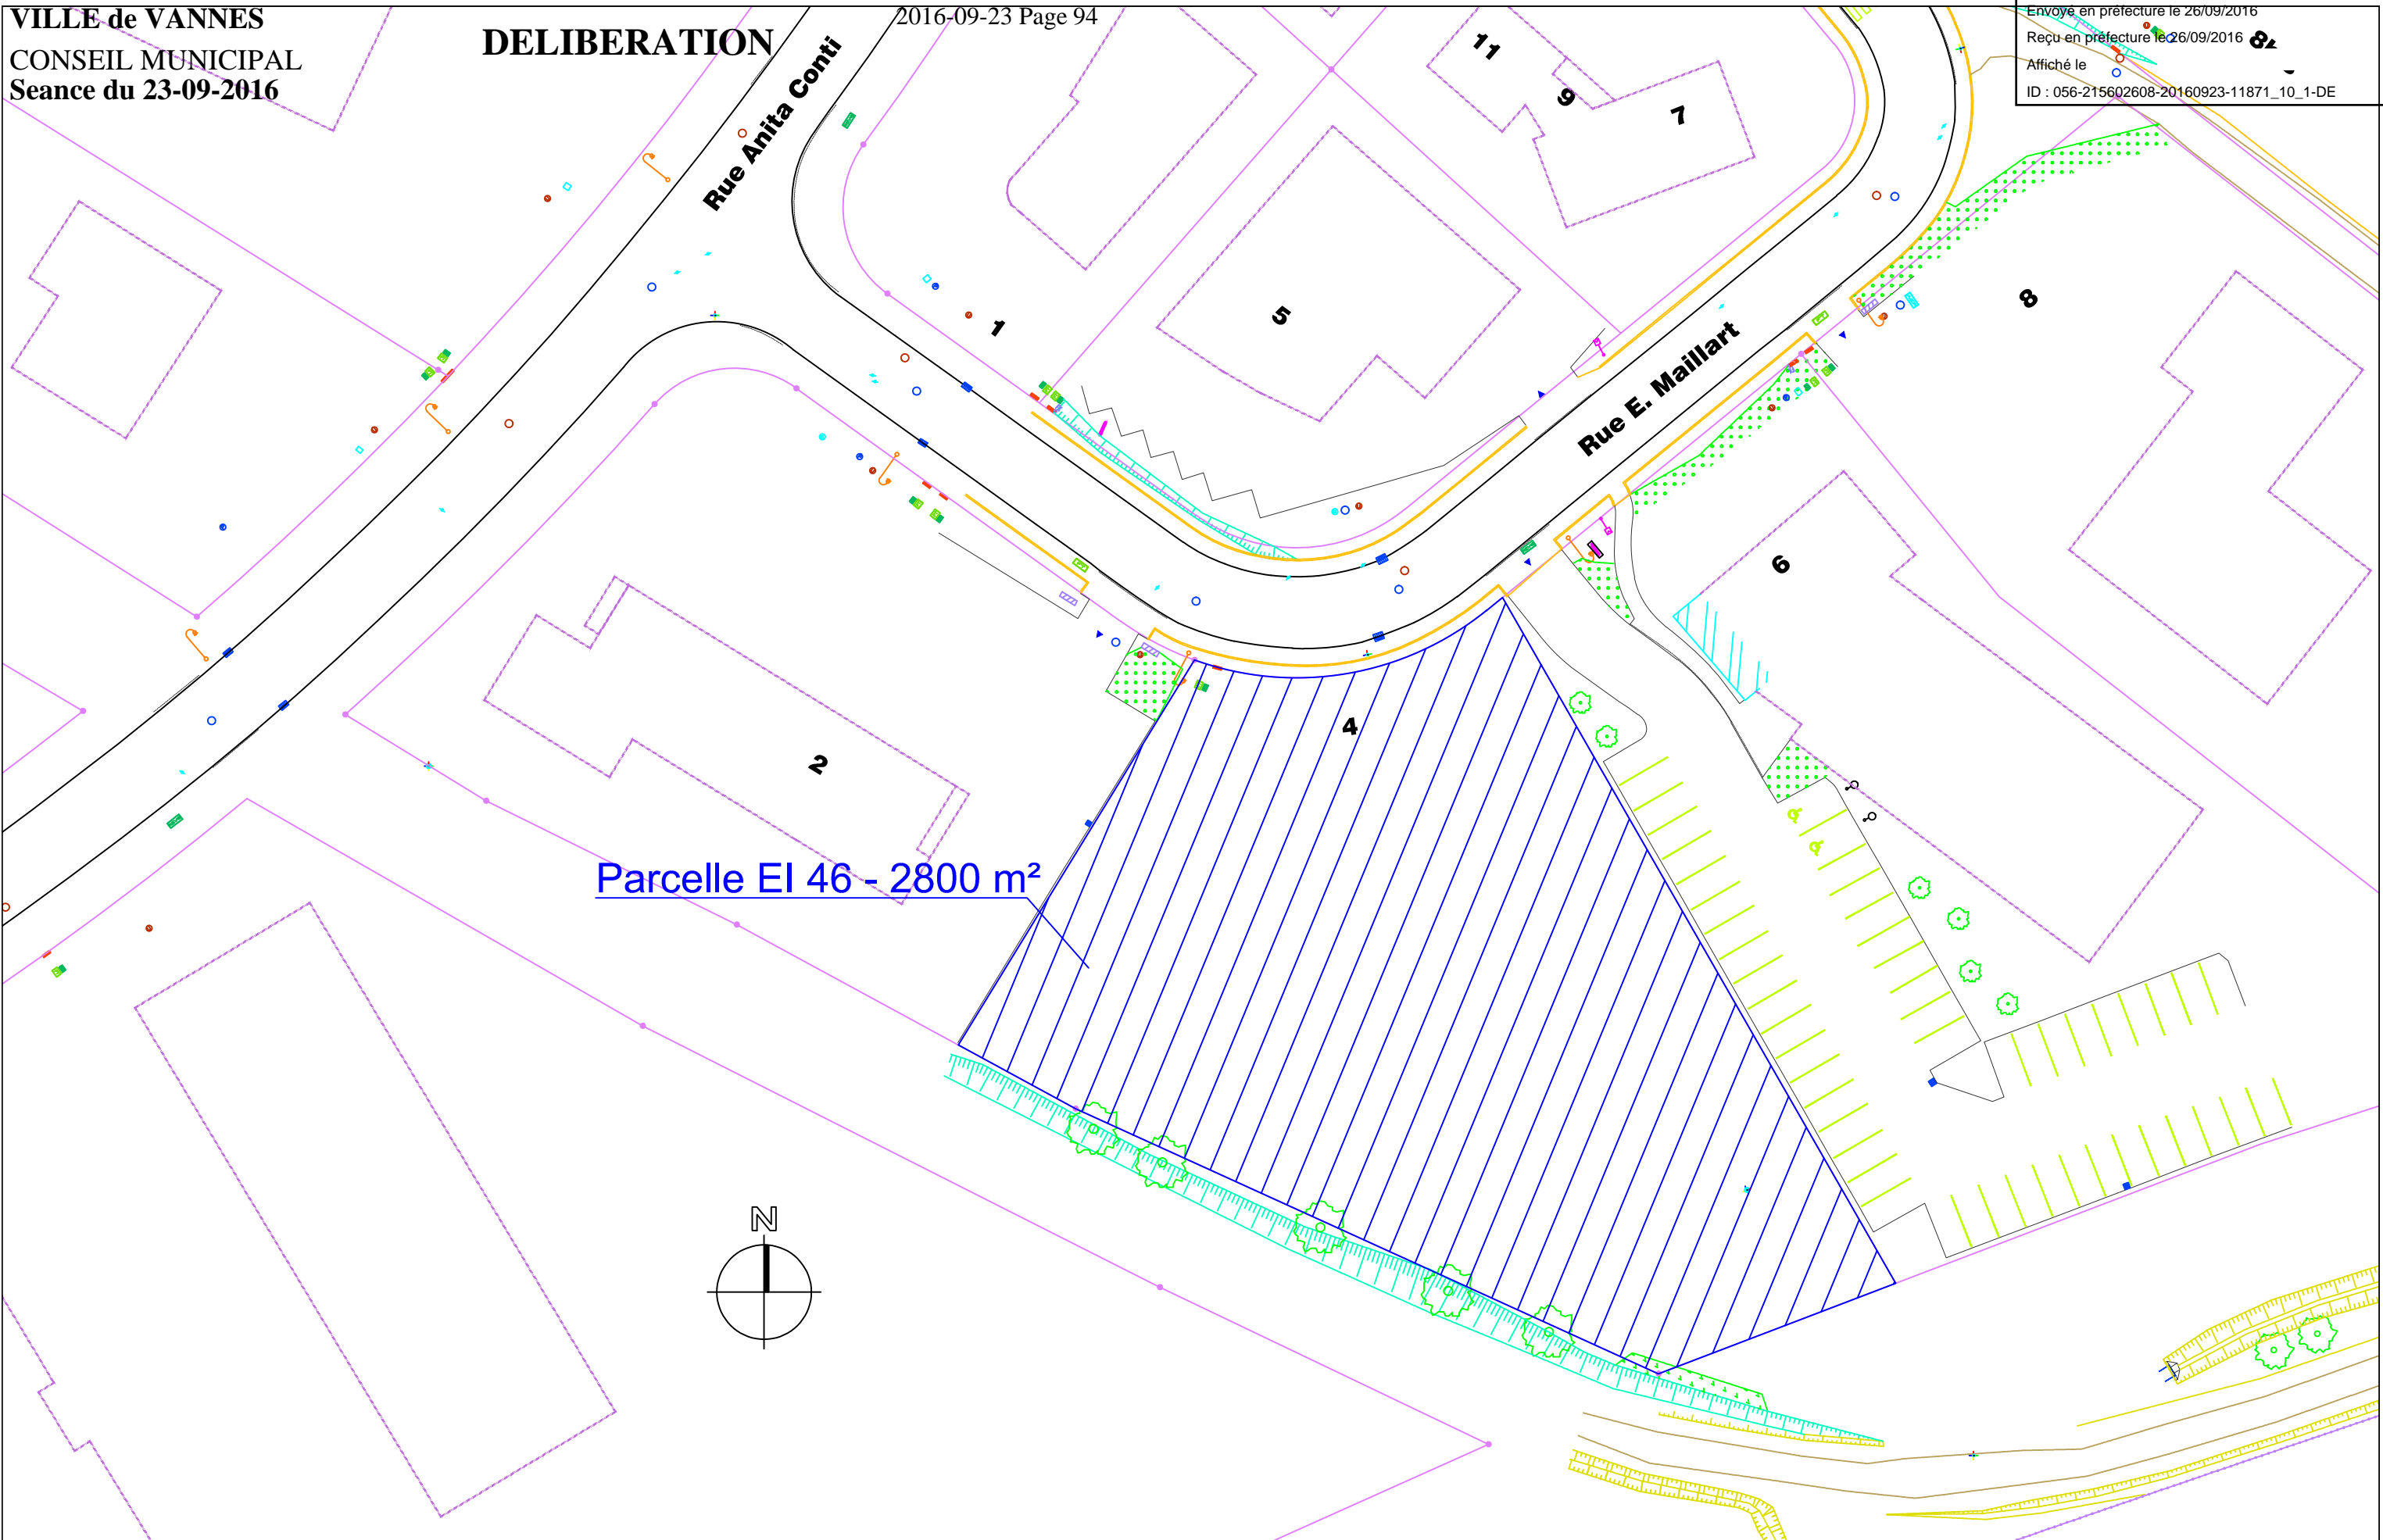 VILLE de VANNES
CONSEIL MUNICIPAL
Seance du 23-09-2016
DELIBERATION
2016-09-23 Page 94
Envoyé en préfecture le 26/09/2016
Reçu en préfecture le 26/09/2016
Affiché le
ID : 056-215602608-20160923-11871_10_1-DE
Rue Anita Conti
11
9
7
8
1
5
Rue E. Maillart
6
4
2
Parcelle EI 46 - 2800 m²
N